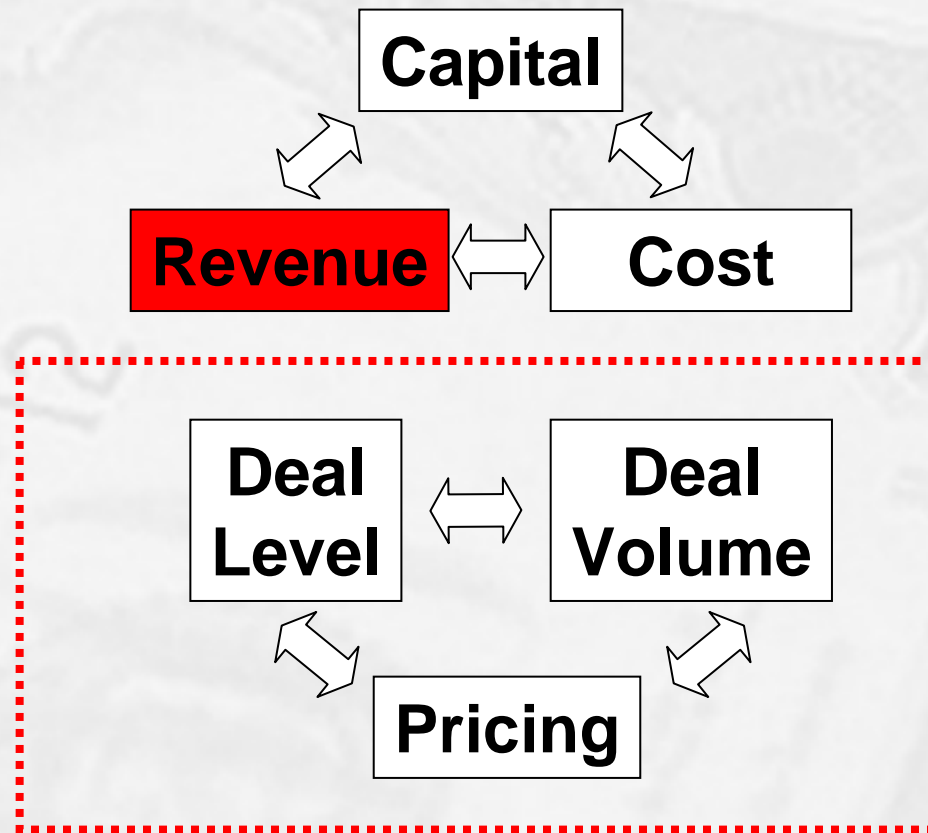 Capital
Revenue
Cost
Deal
Level
Deal
Volume
Pricing